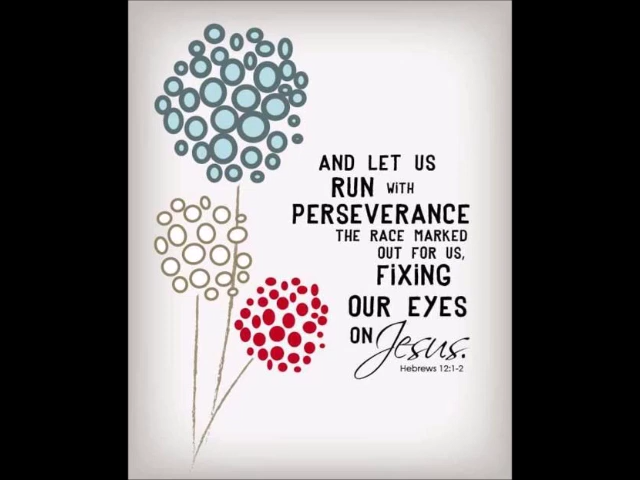 AND LET US
RUN WiTH
PERSEVERANCE
THE RACE MARKED
OUT FOR US,
FiXiNG
OUR EYES
ON Jesus.
Hebrews 12:1-2